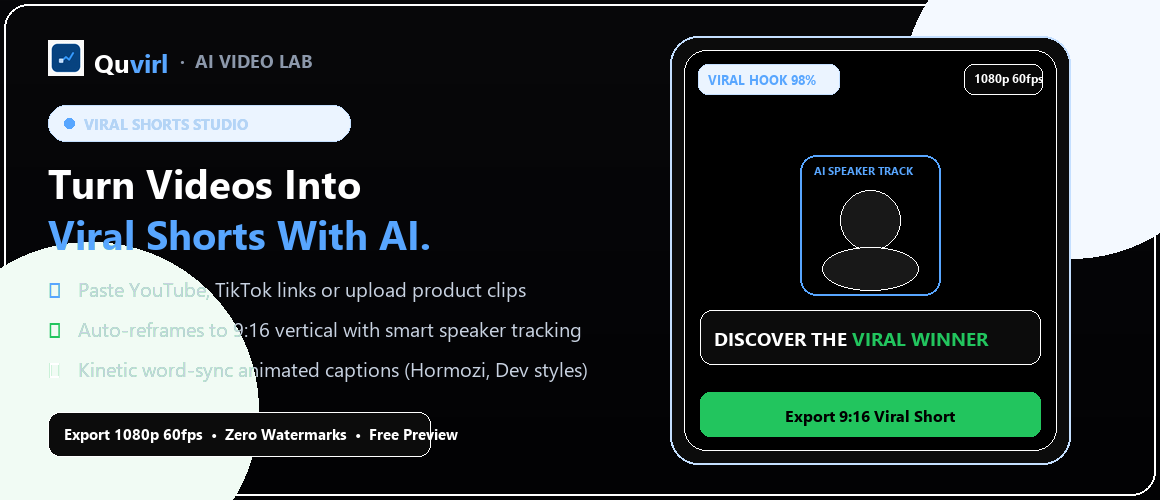 Quvirl · AI VIDEO LAB
VIRAL SHORTS STUDIO
Turn Videos Into
Viral Shorts With AI.
Paste YouTube, TikTok links or upload product clips
Auto-reframes to 9:16 vertical with smart speaker tracking
Kinetic word-sync animated captions (Hormozi, Dev styles)
Export 1080p 60fps • Zero Watermarks • Free Preview
VIRAL HOOK 98%
1080p 60fps
AI SPEAKER TRACK
DISCOVER THE VIRAL WINNER
Export 9:16 Viral Short